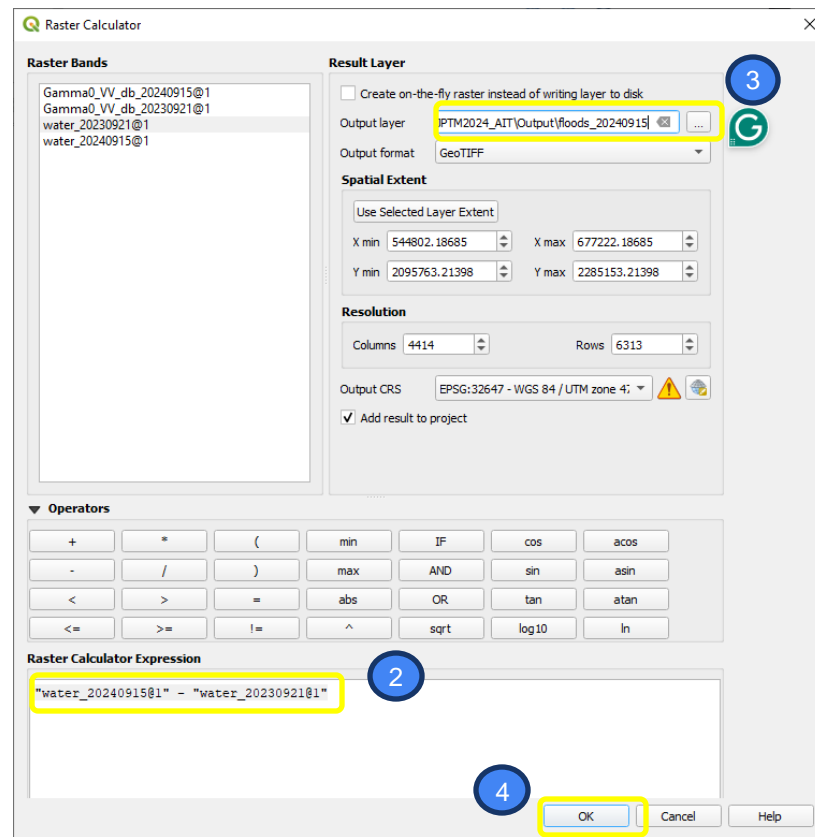 Raster Calculator
Raster Bands
Gamma0_VV_db_20240915@1
Gamma0_VV_db_20230921@1
water_20230921@1
water_20240915@1
Result Layer
Create on-the-fly raster instead of writing layer to disk
3
Output layer
JPTM2024_AIT\Output\floods_20240915
...
Output format
GeoTIFF
Spatial Extent
Use Selected Layer Extent
X min 544802.18685 X max 677222.18685
Y min 2095763.21398 Y max 2285153.21398
Resolution
Columns 4414 Rows 6313
Output CRS EPSG:32647 - WGS 84 / UTM zone 47
Add result to project
Operators
+ * ( min IF cos acos
- / ) max AND sin asin
< > = abs OR tan atan
<= >= != ^ sqrt log10 ln
Raster Calculator Expression
2
"water_20240915@1" - "water_20230921@1"
4
OK Cancel Help